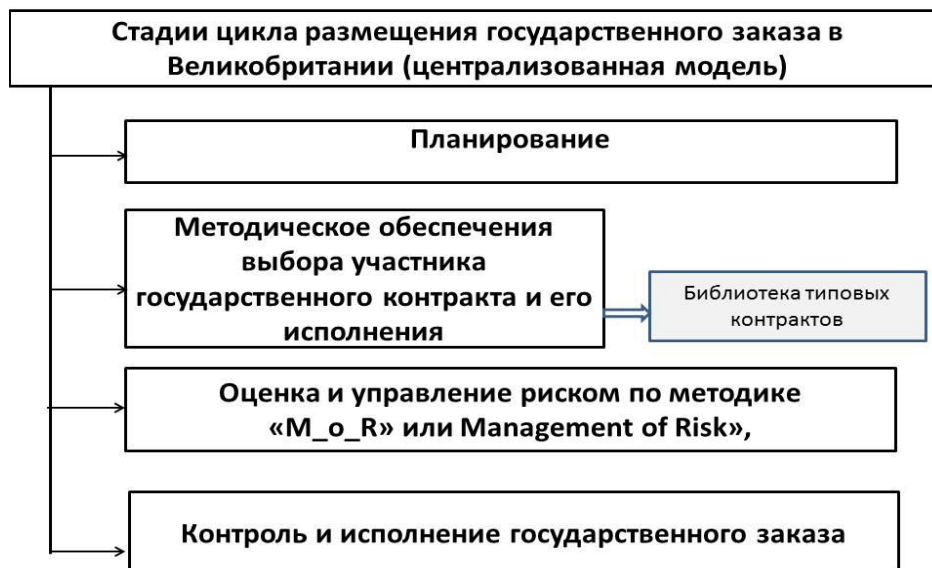 Стадии цикла размещения государственного заказа в
Великобритании (централизованная модель)
Планирование
Методическое обеспечения
выбора участника
государственного контракта и его
исполнения
Библиотека типовых
контрактов
Оценка и управление риском по методике
«M_o_R» или Management of Risk»,
Контроль и исполнение государственного заказа